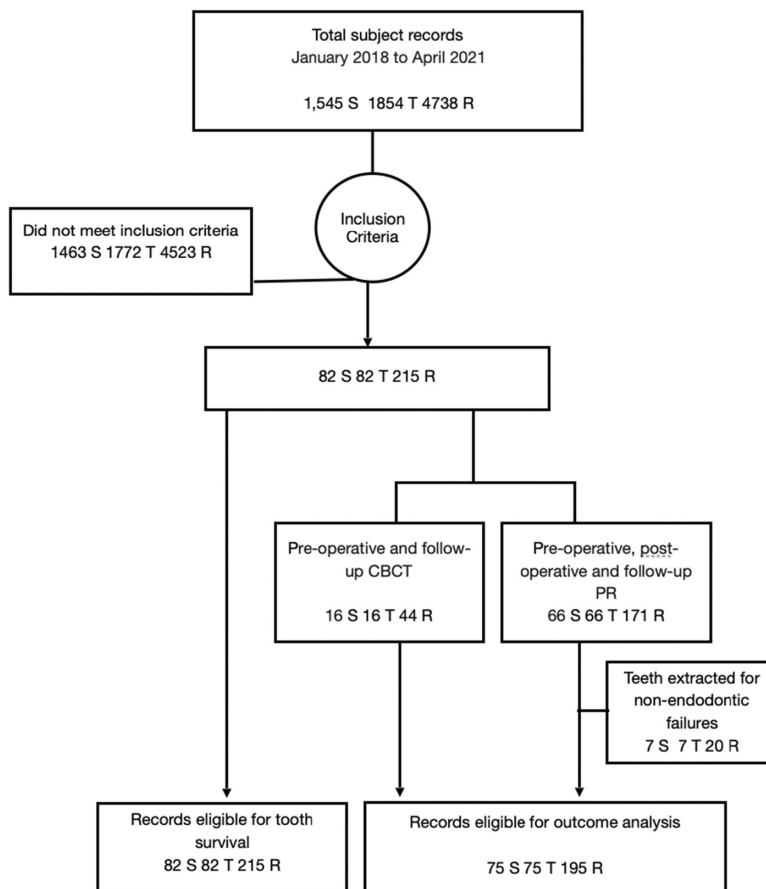 Total subject records
January 2018 to April 2021
1,545 S 1854 T 4738 R
Inclusion
Criteria
Did not meet inclusion criteria
1463 S 1772 T 4523 R
82 S 82 T 215 R
Pre-operative and follow-
up CBCT
16 S 16 T 44 R
Pre-operative, post-
operative and follow-up
PR
66 S 66 T 171 R
Teeth extracted for
non-endodontic
failures
7 S 7 T 20 R
Records eligible for tooth
survival
82 S 82 T 215 R
Records eligible for outcome analysis
75 S 75 T 195 R